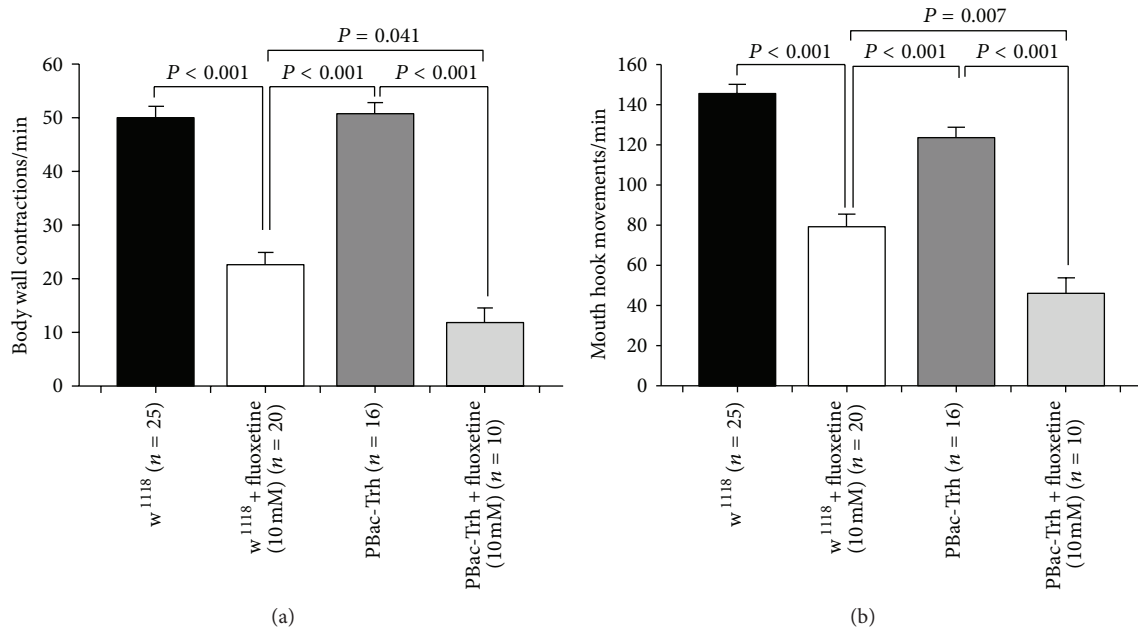 P = 0.041
P < 0.001
P < 0.001
P < 0.001
Body wall contractions/min
60
50
40
30
20
10
0
w¹¹¹⁸ (n = 25)
w¹¹¹⁸ + fluoxetine
(10 mM) (n = 20)
PBac-Trh (n = 16)
PBac-Trh + fluoxetine
(10 mM) (n = 10)
(a)
P = 0.007
P < 0.001
P < 0.001
P < 0.001
Mouth hook movements/min
160
140
120
100
80
60
40
20
0
w¹¹¹⁸ (n = 25)
w¹¹¹⁸ + fluoxetine
(10 mM) (n = 20)
PBac-Trh (n = 16)
PBac-Trh + fluoxetine
(10 mM) (n = 10)
(b)